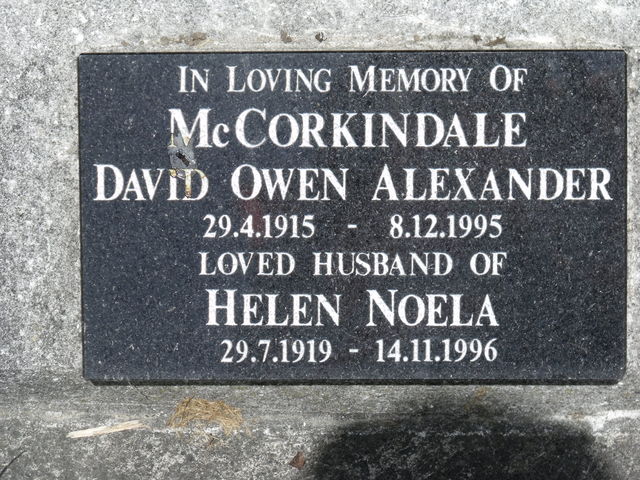 IN LOVING MEMORY OF
McCORKINDALE
DAVID OWEN ALEXANDER
29.4.1915 - 8.12.1995
LOVED HUSBAND OF
HELEN NOELA
29.7.1919 - 14.11.1996